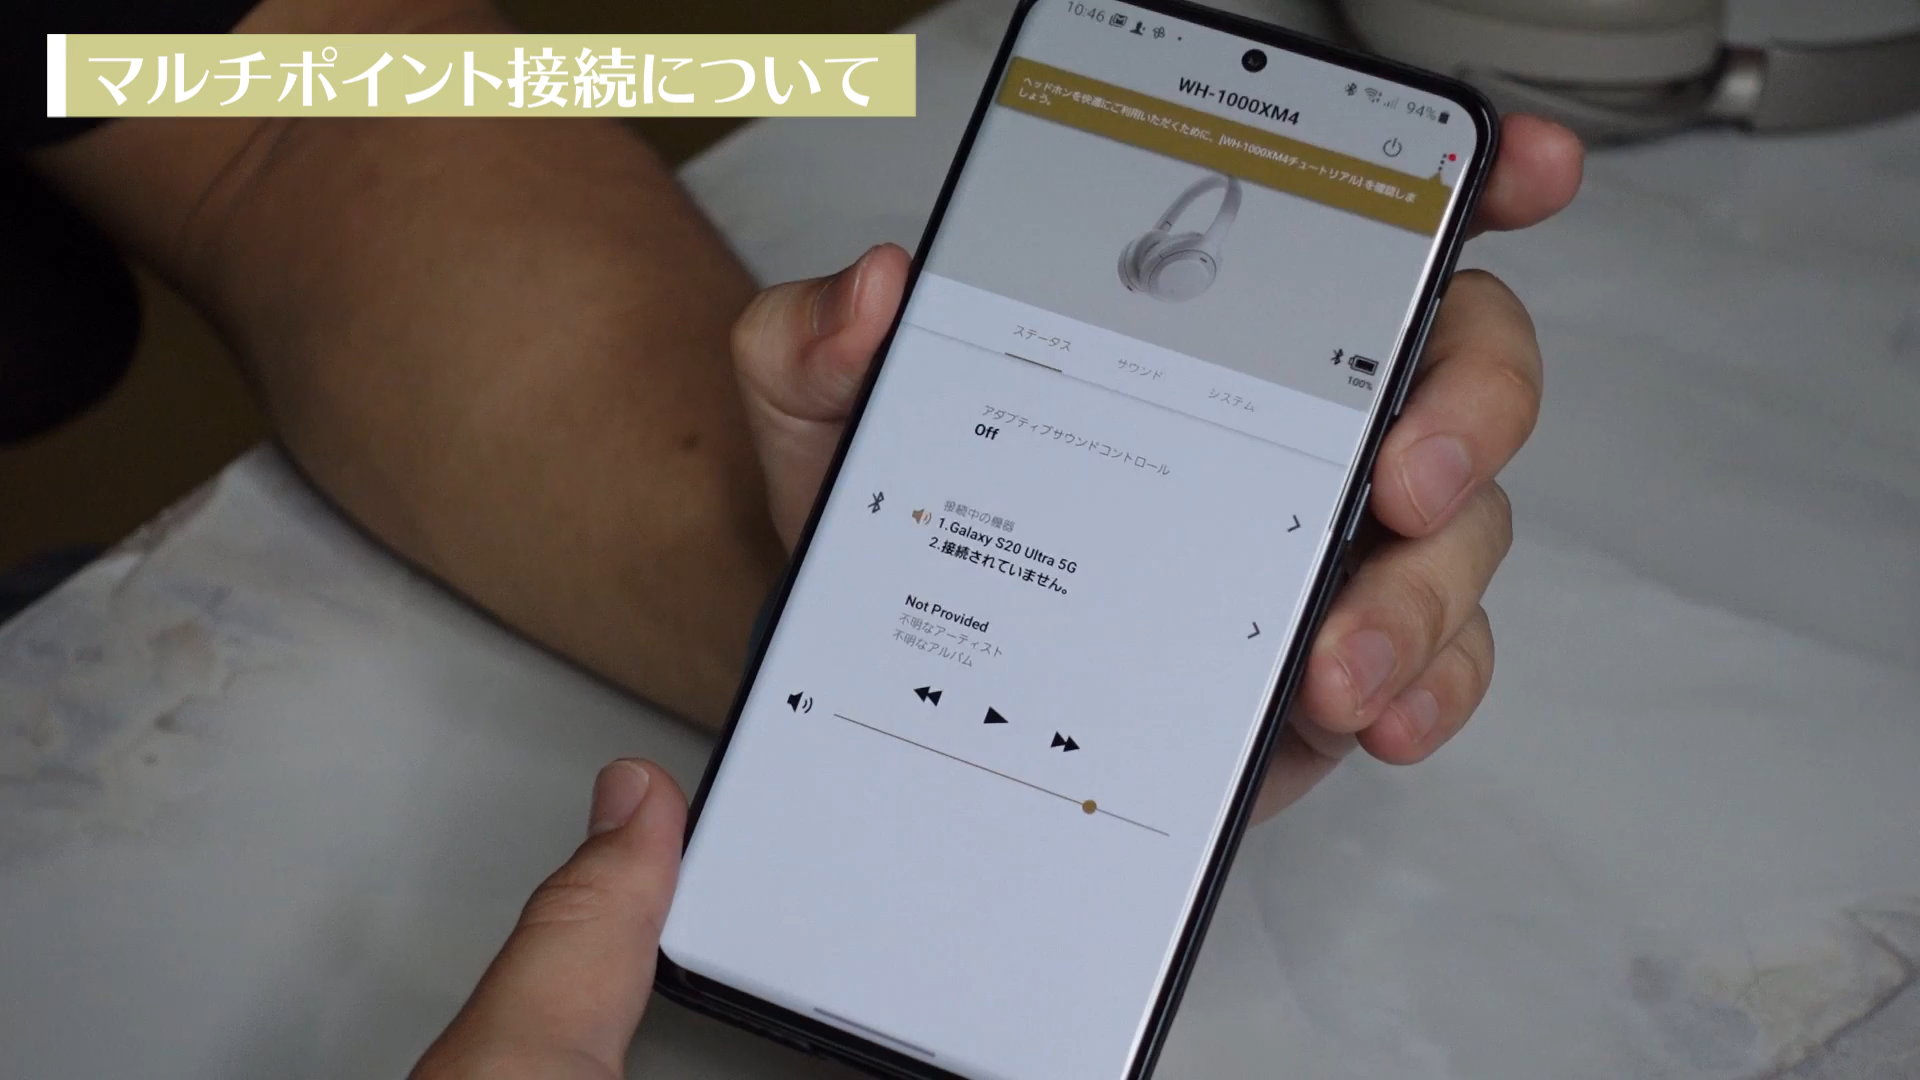 マルチポイント接続について
10:46
94%
WH-1000XM4
ヘッドホンを快適にご利用いただくために、[WH-1000XM4チュートリアル] を確認しま
しょう。
100%
ステータス
サウンド
システム
アダプティブサウンドコントロール
Off
接続中の機器
1.Galaxy S20 Ultra 5G
2.接続されていません。
Not Provided
不明なアーティスト
不明なアルバム